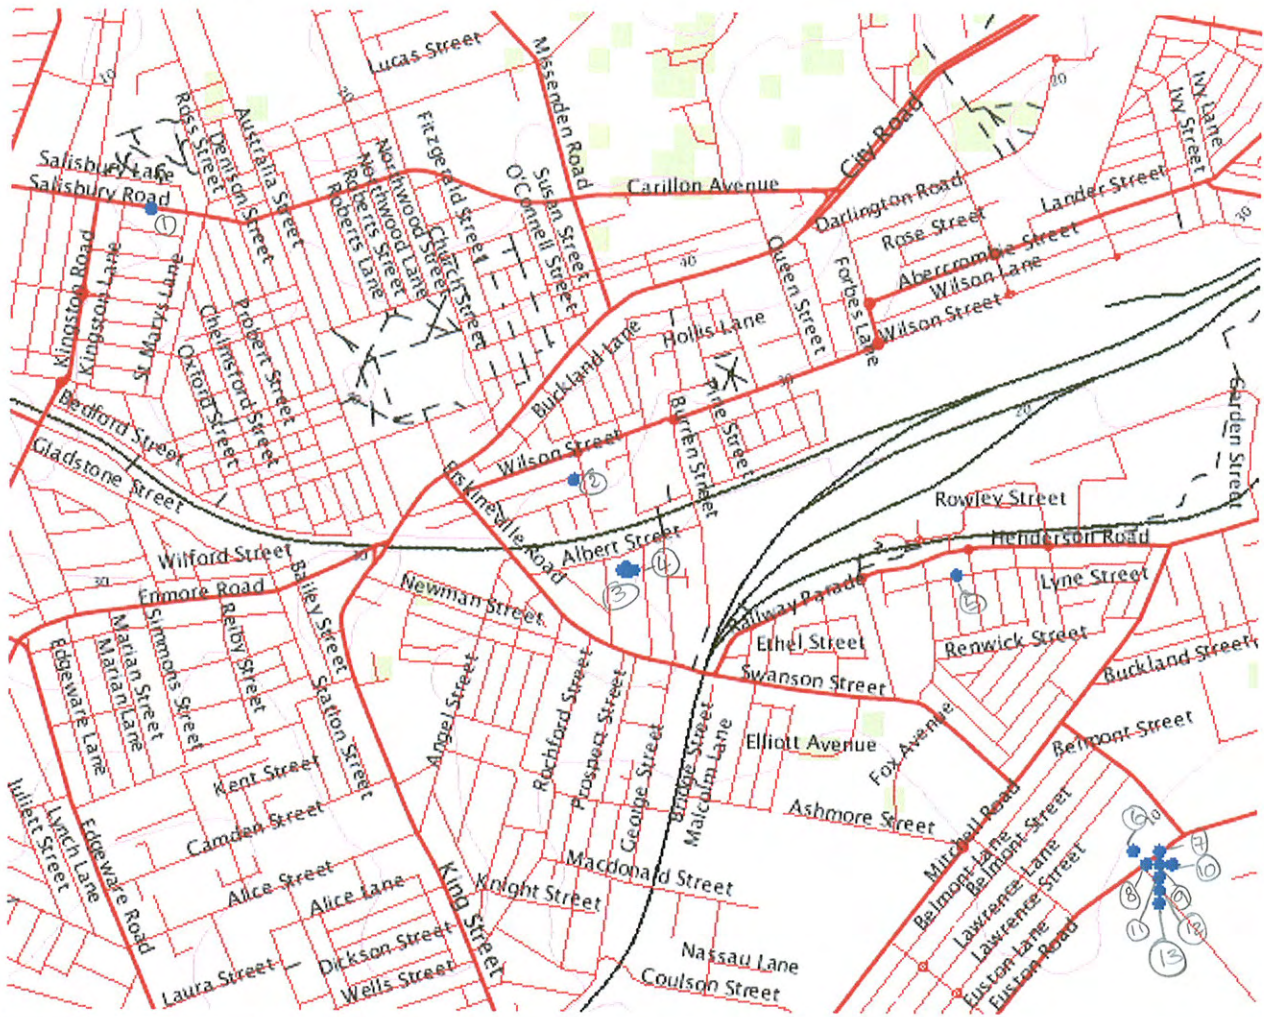 Lucas Street
Missenden Road
10
20
20
City Road
Ivy Lane
Ivy Street
Ross Street
Denison Street
Australia Street
Northwood Street
Northwood Lane
Roberts Street
Roberts Lane
Fitzgerald Street
Church Street
Susan Street
O'Connell Street
Salisbury Lane
Salisbury Road
1
Carillon Avenue
Darlington Road
Lander Street
Rose Street
Abercrombie Street
Wilson Lane
Wilson Street
30
Kingston Road
Kingston Lane
St Marys Lane
Probert Street
Chelmsford Street
Oxford Street
40
Queen Street
Forbes Lane
Hollis Lane
Buckland Lane
30
Pine Street
Burren Street
20
Garden Street
Bedford Street
Gladstone Street
Wilson Street
2
Erskineville Road
Rowley Street
Henderson Road
Albert Street
4
3
Wilford Street
30
30
Enmore Road
Bailey Street
Newman Street
Railway Parade
5
Lyne Street
Ethel Street
Renwick Street
Swanson Street
Buckland Street
Edgeware Lane
Marian Street
Marian Lane
Simmons Street
Reiby Street
Station Street
Angel Street
Rochford Street
Prospect Street
George Street
Bridge Street
Malcolm Lane
Elliott Avenue
Fox Avenue
Belmont Street
Kent Street
Camden Street
Ashmore Street
Mitchell Road
Juliett Street
Lynch Lane
Edgeware Road
Alice Street
Alice Lane
King Street
Knight Street
Macdonald Street
Belmont Lane
Belmont Street
Lawrence Lane
Lawrence Street
Euston Lane
Euston Road
6
10
7
10
8
11
12
13
Dickson Street
Laura Street
Wells Street
Nassau Lane
Coulson Street